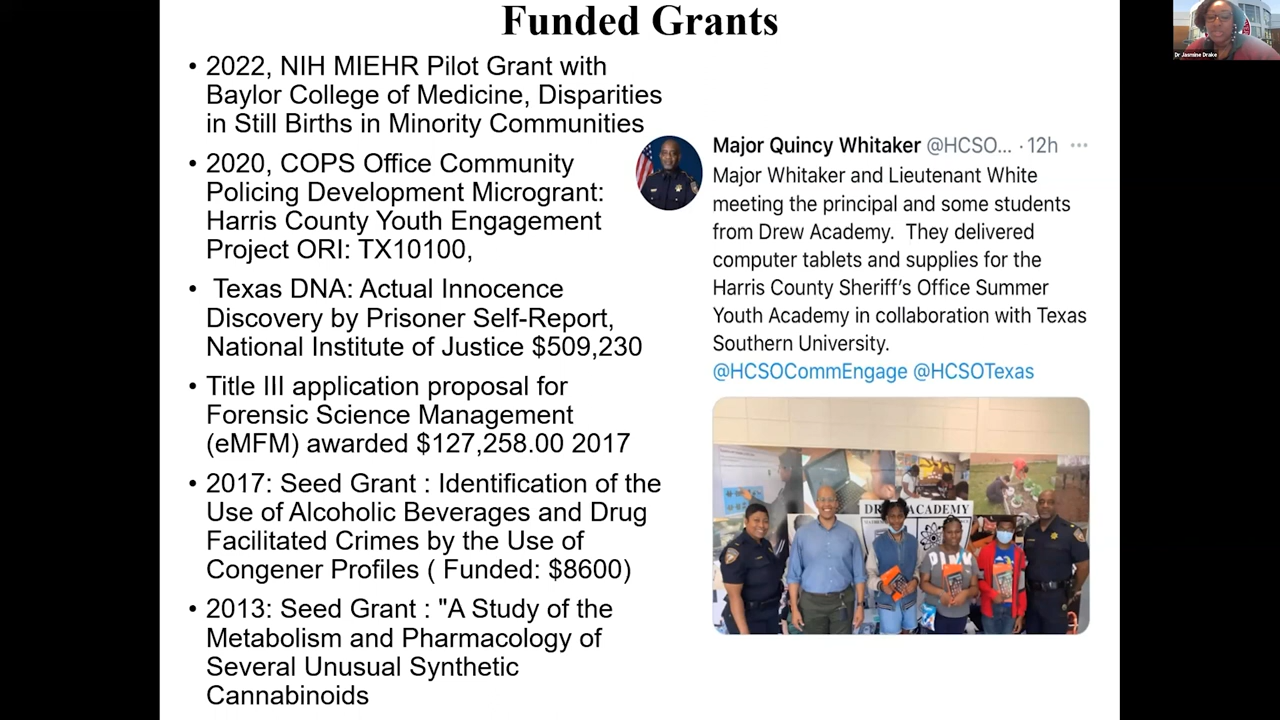 Funded Grants
• 2022, NIH MIEHR Pilot Grant with
Baylor College of Medicine, Disparities
in Still Births in Minority Communities
• 2020, COPS Office Community
Policing Development Microgrant:
Harris County Youth Engagement
Project ORI: TX10100,
• Texas DNA: Actual Innocence
Discovery by Prisoner Self-Report,
National Institute of Justice $509,230
• Title III application proposal for
Forensic Science Management
(eMFM) awarded $127,258.00 2017
• 2017: Seed Grant : Identification of the
Use of Alcoholic Beverages and Drug
Facilitated Crimes by the Use of
Congener Profiles ( Funded: $8600)
• 2013: Seed Grant : "A Study of the
Metabolism and Pharmacology of
Several Unusual Synthetic
Cannabinoids
Major Quincy Whitaker @HCSO... · 12h ···
Major Whitaker and Lieutenant White
meeting the principal and some students
from Drew Academy. They delivered
computer tablets and supplies for the
Harris County Sheriff's Office Summer
Youth Academy in collaboration with Texas
Southern University.
@HCSOCommEngage @HCSOTexas
ACADEMY
Dr Jasmine Drake